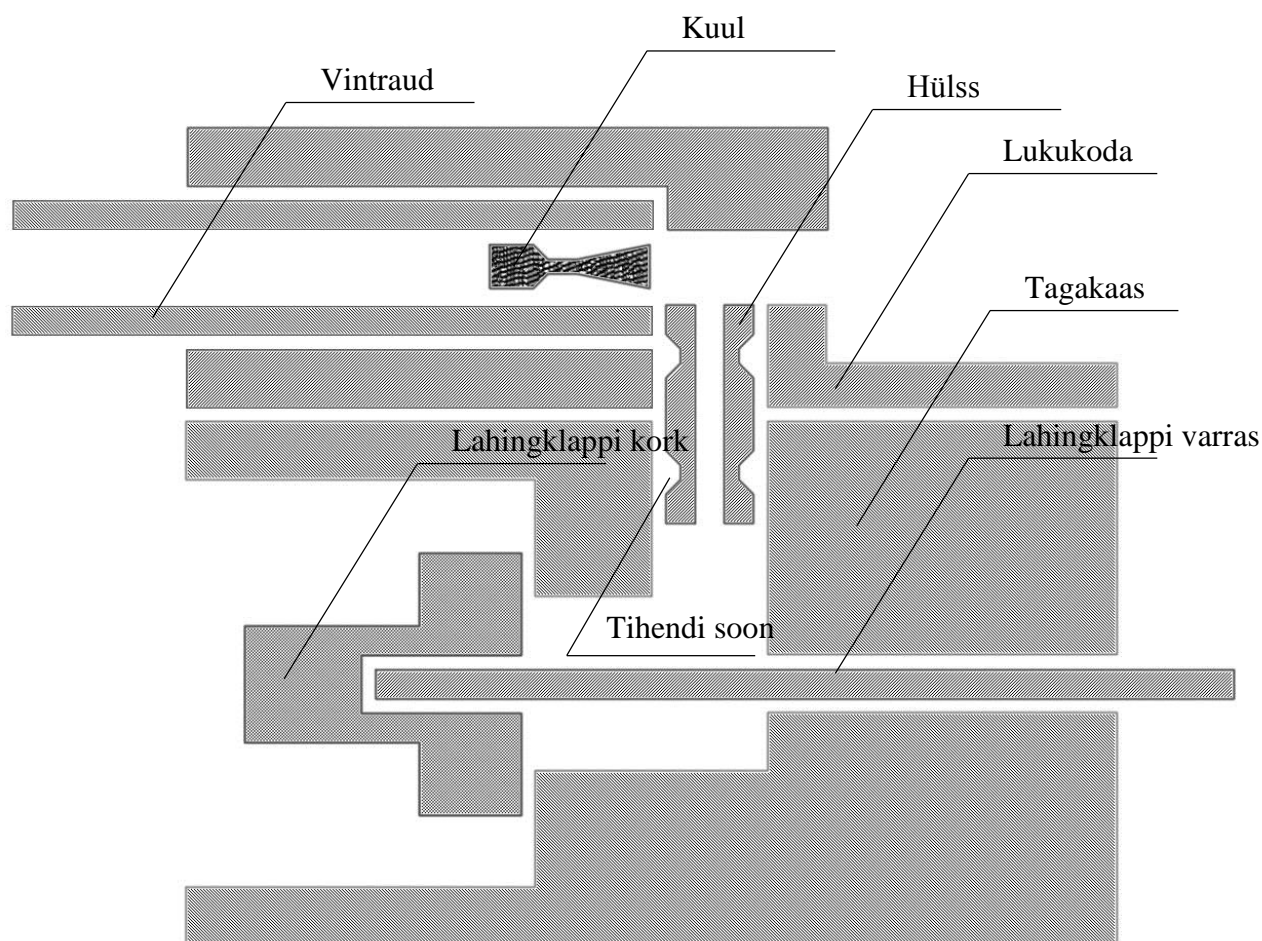 Kuul
Vintraud
Hülss
Lukukoda
Tagakaas
Lahingklappi kork
Lahingklappi varras
Tihendi soon